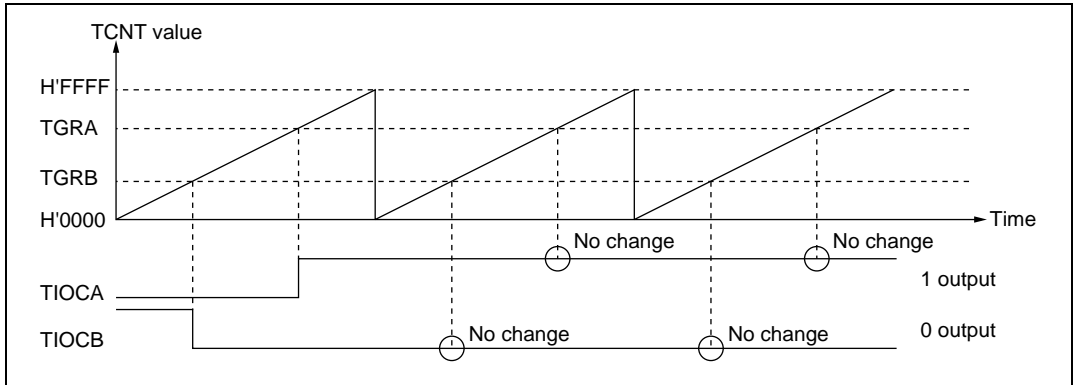 TCNT value
H'FFFF
TGRA
TGRB
H'0000
Time
No change
No change
1 output
TIOCA
No change
No change
0 output
TIOCB